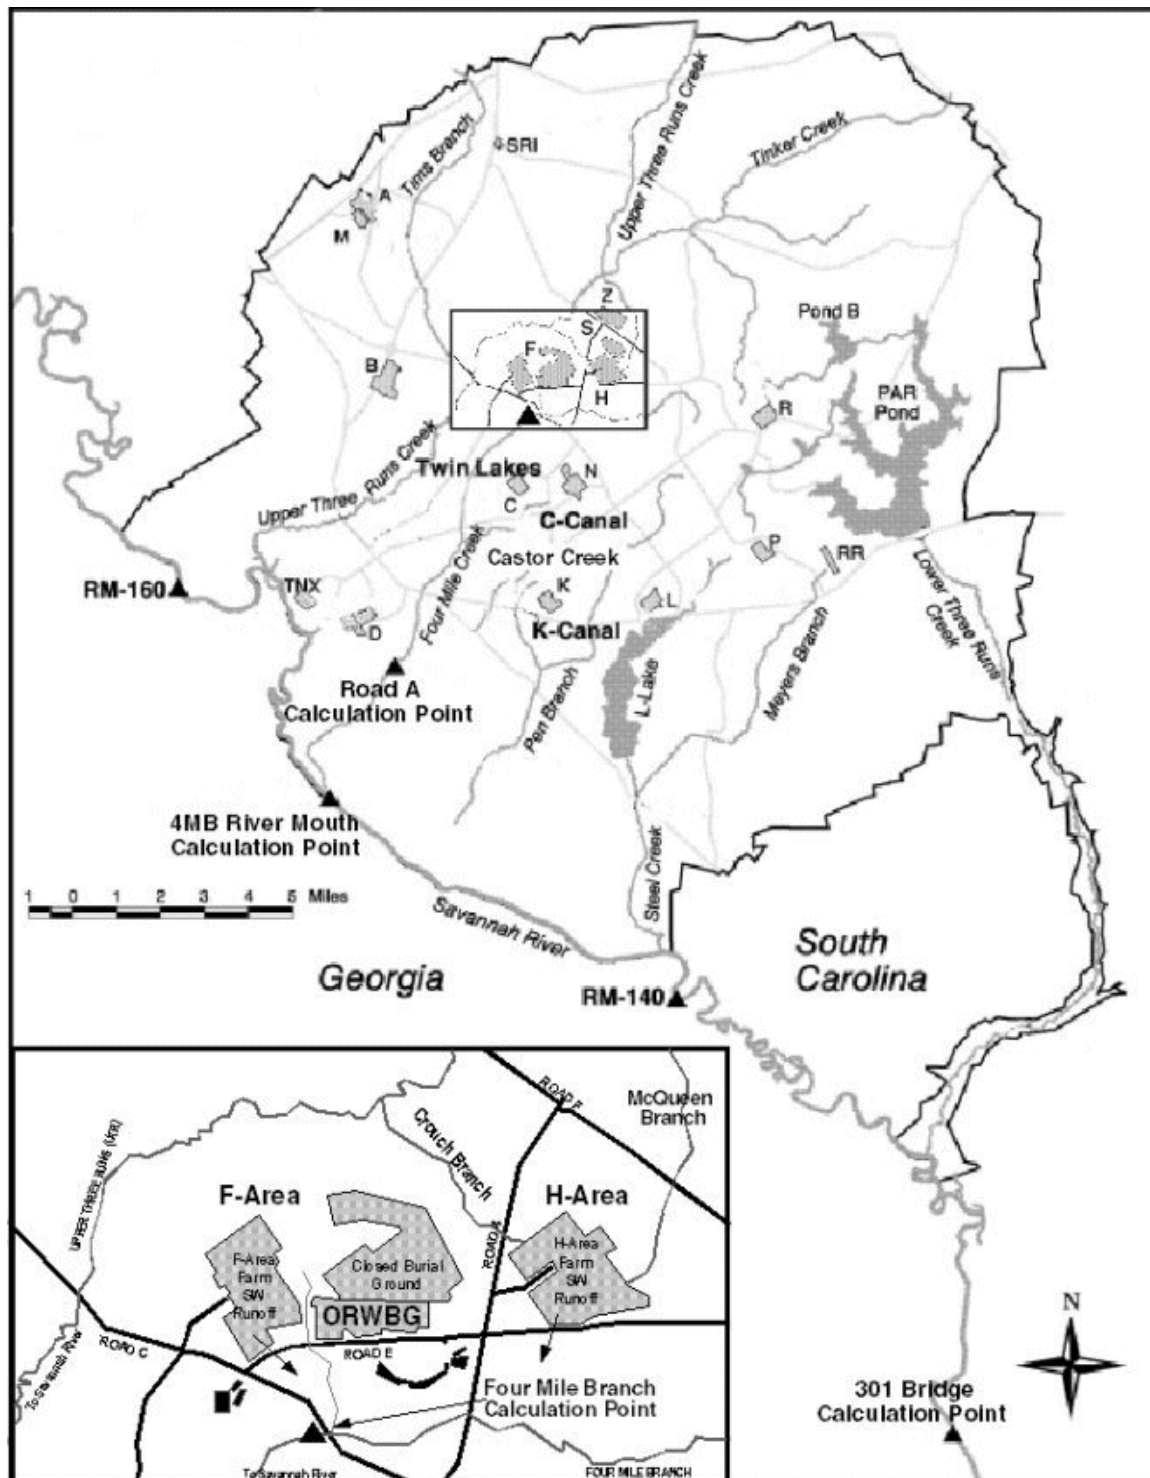 SRI
Tims Branch
A
M
Upper Three Runs Creek
Tinker Creek
Z
S
F
H
Pond B
PAR
Pond
B
R
Upper Three Runs Creek
Twin Lakes
N
C
C-Canal
Castor Creek
P
RR
RM-160
TNX
D
Four Mile Creek
K
K-Canal
L
L-Lake
Lower Three Runs
Creek
Meyers Branch
Pen Branch
Road A
Calculation Point
4MB River Mouth
Calculation Point
1 0 1 2 3 4 5 Miles
Steel Creek
Savannah River
Georgia
South
Carolina
RM-140
ROAD F
McQueen
Branch
Crouch Branch
UPPER THREE RUNS (UTR)
F-Area
H-Area
F-Area
Farm
SW
Runoff
Closed Burial
Ground
ROAD
H-Area
Farm
SW
Runoff
ORWBG
ROAD C
ROAD E
To Savannah River
Four Mile Branch
Calculation Point
To Savannah River
FOUR MILE BRANCH
N
301 Bridge
Calculation Point